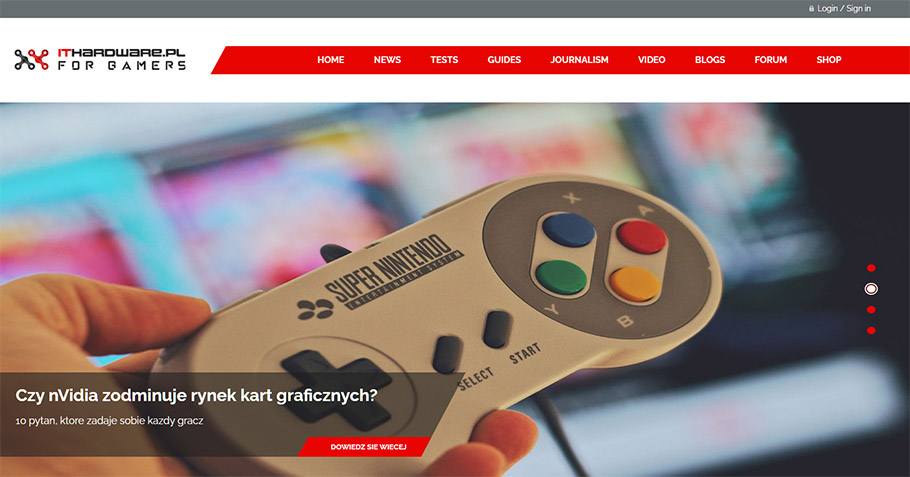 Login / Sign in
ITHARDWARE.PL
FOR GAMERS
HOME NEWS TESTS GUIDES JOURNALISM VIDEO BLOGS FORUM SHOP
X
A
SUPER NINTENDO
ENTERTAINMENT SYSTEM
Y
B
SELECT
START
Czy nVidia zodminuje rynek kart graficznych?
10 pytan, ktore zadaje sobie kazdy gracz
DOWIEDZ SIE WIECEJ